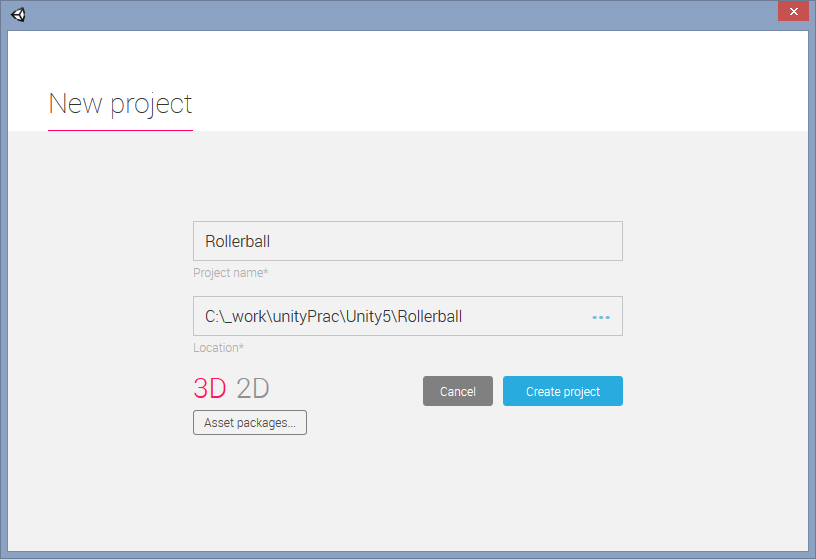 New project
Rollerball
Project name*
C:\_work\unityPrac\Unity5\Rollerball
Location*
3D 2D
Cancel
Create project
Asset packages...